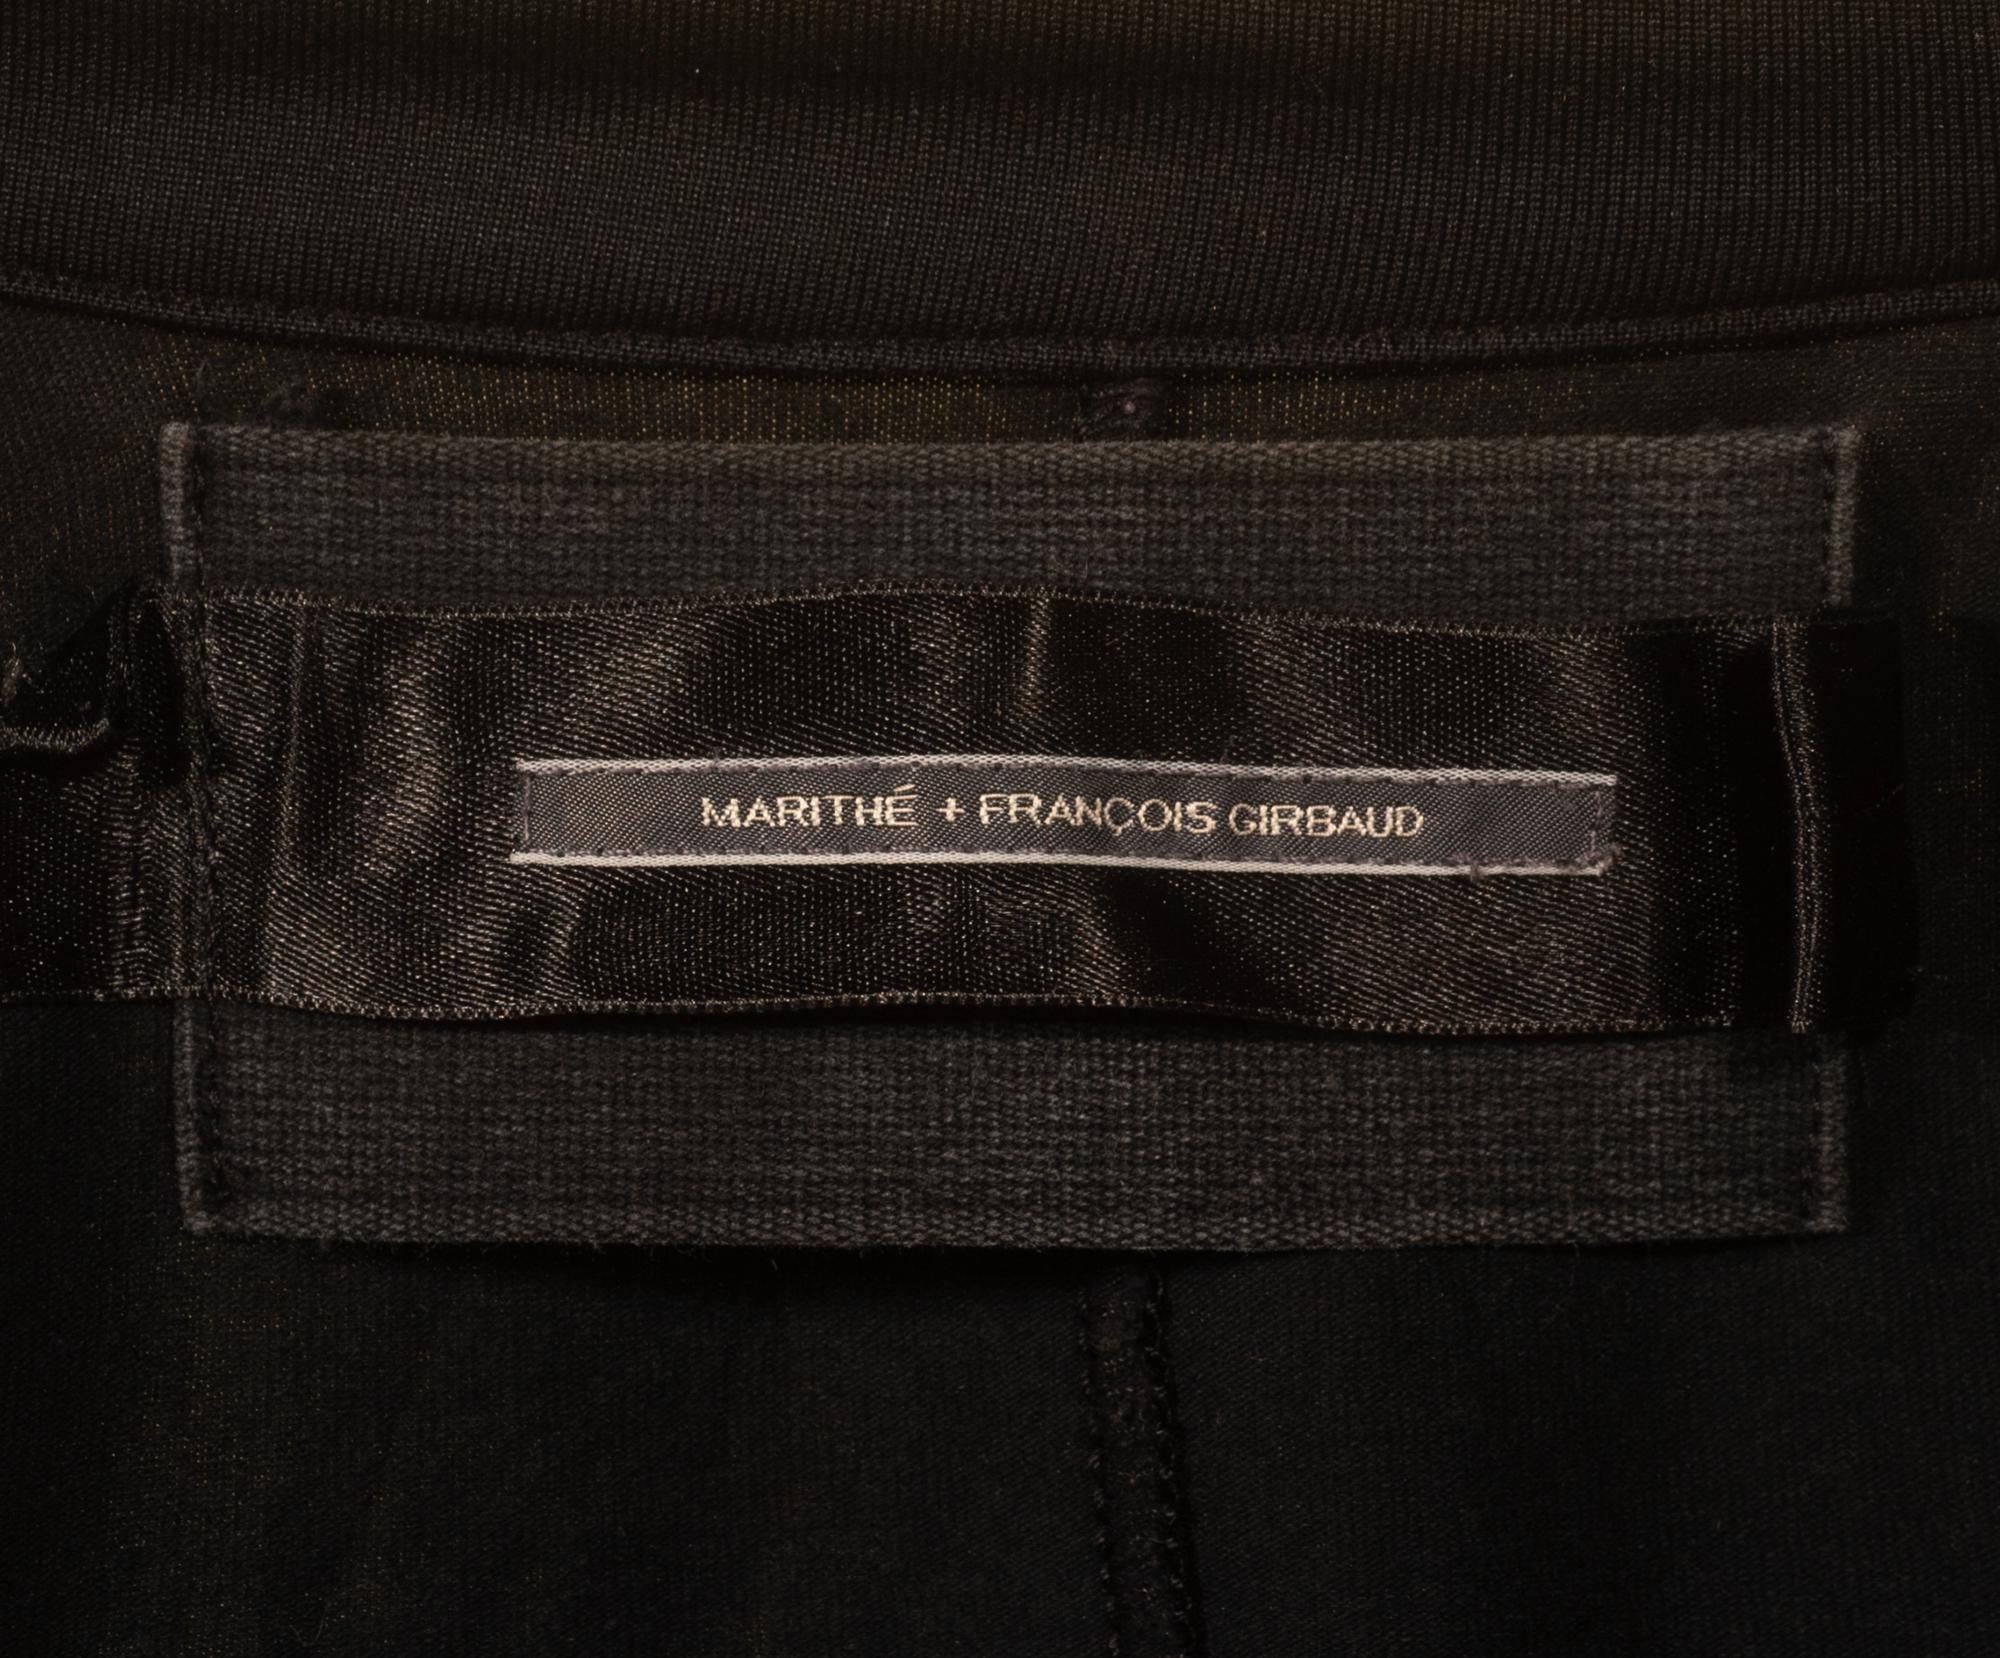 MARITHÉ + FRANÇOIS GIRBAUD